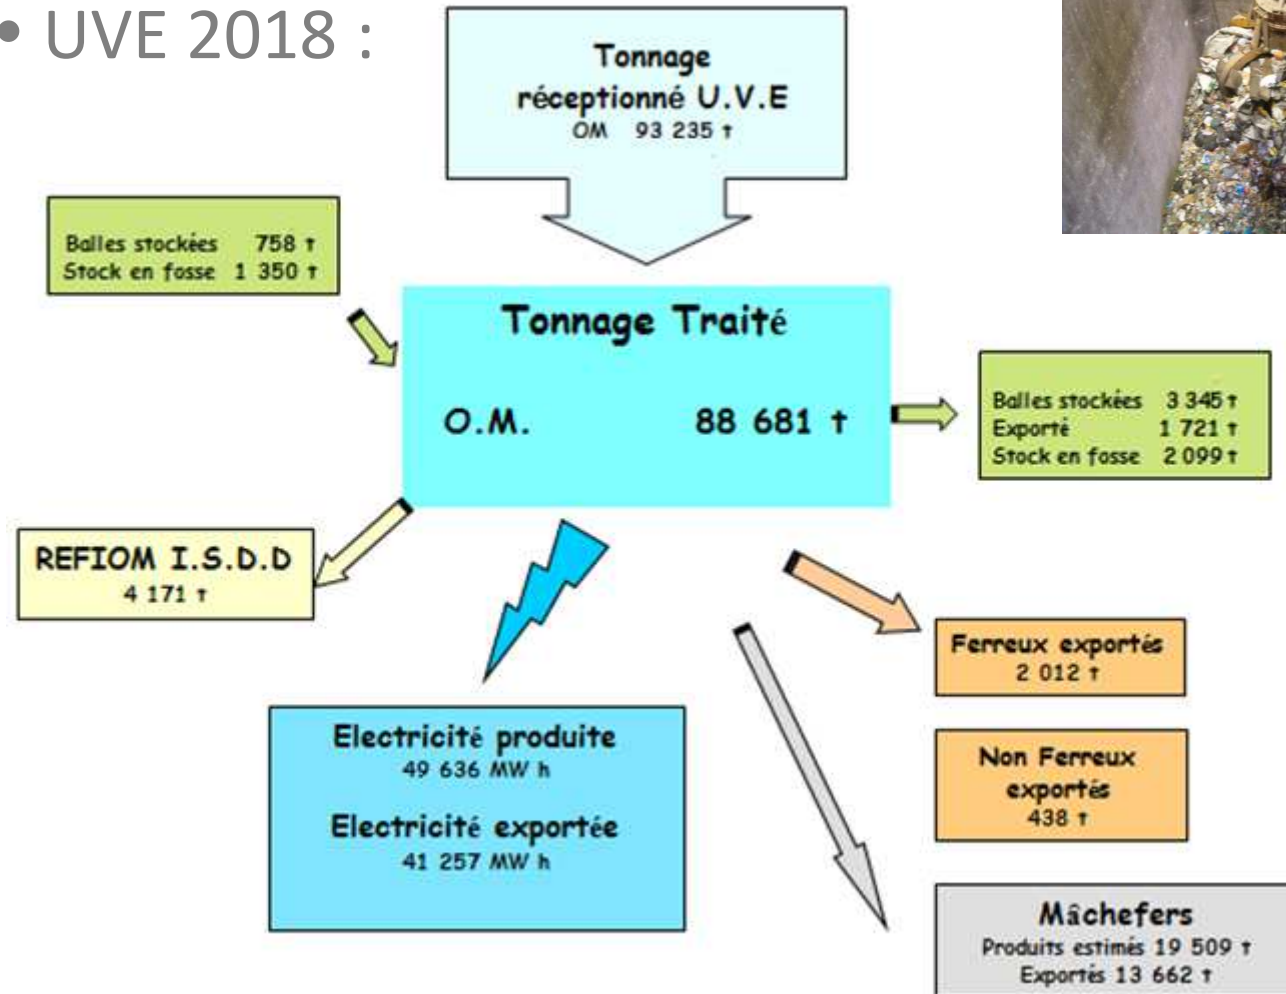 • UVE 2018 :
Tonnage
réceptionné U.V.E
OM 93 235 t
Balles stockées 758 t
Stock en fosse 1 350 t
Tonnage Traité
O.M. 88 681 t
Balles stockées 3 345 t
Exporté 1 721 t
Stock en fosse 2 099 t
REFIOM I.S.D.D
4 171 t
Electricité produite
49 636 MW h
Electricité exportée
41 257 MW h
Ferreux exportés
2 012 t
Non Ferreux
exportés
438 t
Mâchefers
Produits estimés 19 509 t
Exportés 13 662 t